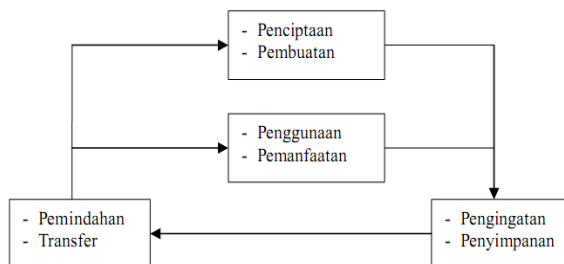 - Penciptaan
- Pembuatan
- Penggunaan
- Pemanfaatan
- Pemindahan
- Transfer
- Pengingatan
- Penyimpanan